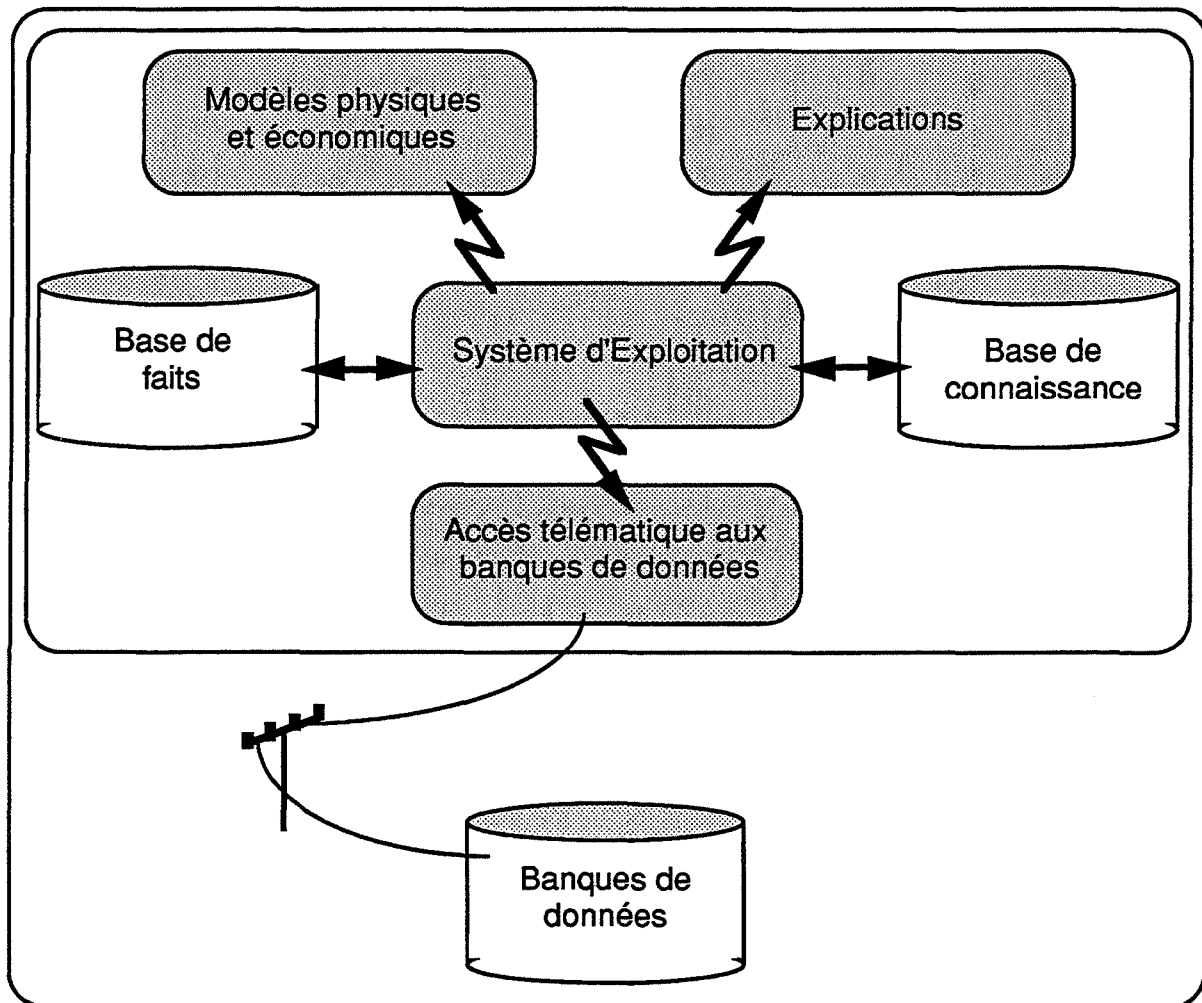 Modèles physiques
et économiques
Explications
Base de
faits
Système d'Exploitation
Base de
connaissance
Accès télématique aux
banques de données
Banques de
données